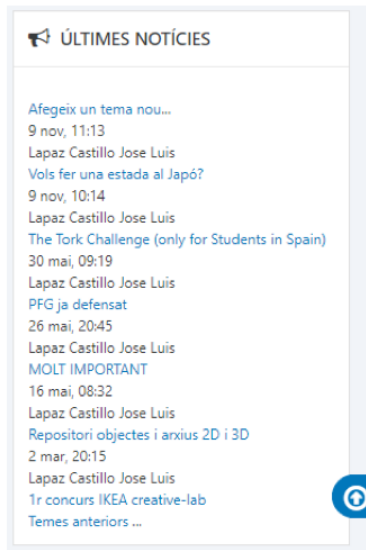 ÚLTIMES NOTÍCIES
Afegeix un tema nou...
9 nov, 11:13
Lapaz Castillo Jose Luis
Vols fer una estada al Japó?
9 nov, 10:14
Lapaz Castillo Jose Luis
The Tork Challenge (only for Students in Spain)
30 mai, 09:19
Lapaz Castillo Jose Luis
PFG ja defensat
26 mai, 20:45
Lapaz Castillo Jose Luis
MOLT IMPORTANT
16 mai, 08:32
Lapaz Castillo Jose Luis
Repositori objectes i arxius 2D i 3D
2 mar, 20:15
Lapaz Castillo Jose Luis
1r concurs IKEA creative-lab
Temes anteriors ...